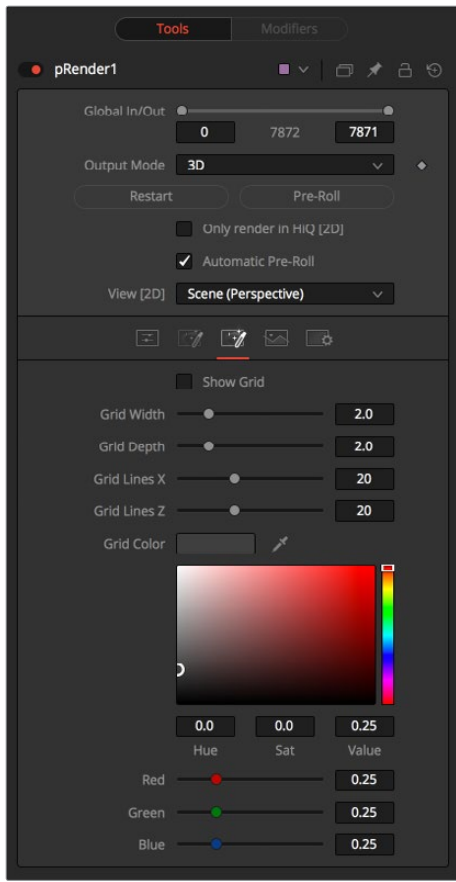 Tools Modifiers
pRender1
Global In/Out
0 7872 7871
Output Mode 3D
Restart Pre-Roll
Only render in HiQ [2D]
Automatic Pre-Roll
View [2D] Scene (Perspective)
Show Grid
Grid Width 2.0
Grid Depth 2.0
Grid Lines X 20
Grid Lines Z 20
Grid Color
0.0 0.0 0.25
Hue Sat Value
Red 0.25
Green 0.25
Blue 0.25